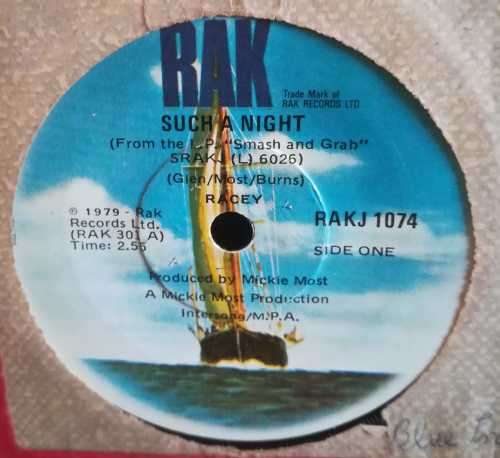 RAK
Trade Mark of
RAK RECORDS LTD
SUCH A NIGHT
(From the L.P. "Smash and Grab"
SRAKJ (L) 6026)
(Glen/Most/Burns)
RACEY
℗ 1979 - Rak
Records Ltd.
(RAK 301 A)
Time: 2.55
RAKJ 1074
SIDE ONE
Produced by Mickie Most
A Mickie Most Production
Intersong/M.P.A.
Blue